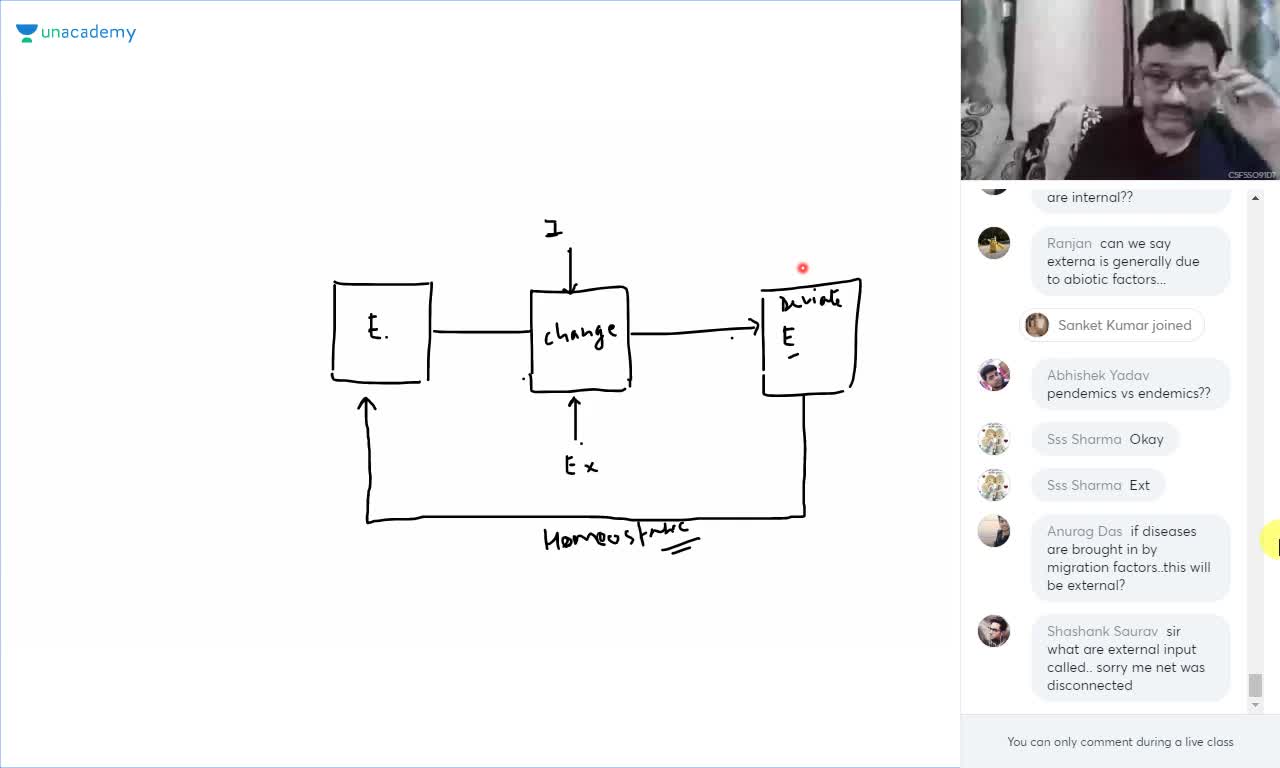 unacademy
I
E.
change
Deviate
E
Ex
Homeostatic
CSFSSO91D7
are internal??
Ranjan can we say
externa is generally due
to abiotic factors...
Sanket Kumar joined
Abhishek Yadav
pendemics vs endemics??
Sss Sharma Okay
Sss Sharma Ext
Anurag Das if diseases
are brought in by
migration factors..this will
be external?
Shashank Saurav sir
what are external input
called.. sorry me net was
disconnected
You can only comment during a live class